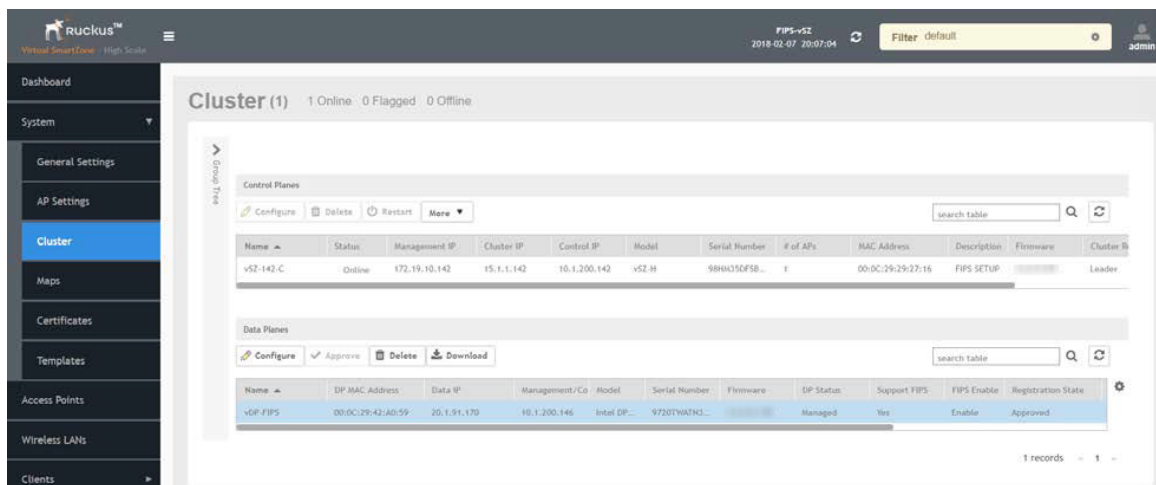 RUCKUS™
Virtual SmartZone - High Scale
FIPS-vSZ
2018-02-07 20:07:04
Filter default
admin
Dashboard
System
General Settings
AP Settings
Cluster
Maps
Certificates
Templates
Access Points
Wireless LANs
Clients
Cluster (1) 1 Online 0 Flagged 0 Offline
Group Tree
Control Planes
Configure Delete Restart More
search table
Name Status Management IP Cluster IP Control IP Model Serial Number # of APs MAC Address Description Firmware Cluster
vSZ-142-C Online 172.19.10.142 15.1.1.142 10.1.200.142 vSZ-H 1 00:0C:29:29:27:16 FIPS SETUP Leader
Data Planes
Configure Approve Delete Download
search table
Name DP MAC Address Data IP Management/Co Model Serial Number Firmware DP Status Support FIPS FIPS Enable Registration State
vDP-FIPS 00:0C:29:42:A0:59 20.1.91.170 10.1.200.146 Intel DP... Managed Yes Enable Approved
1 records 1